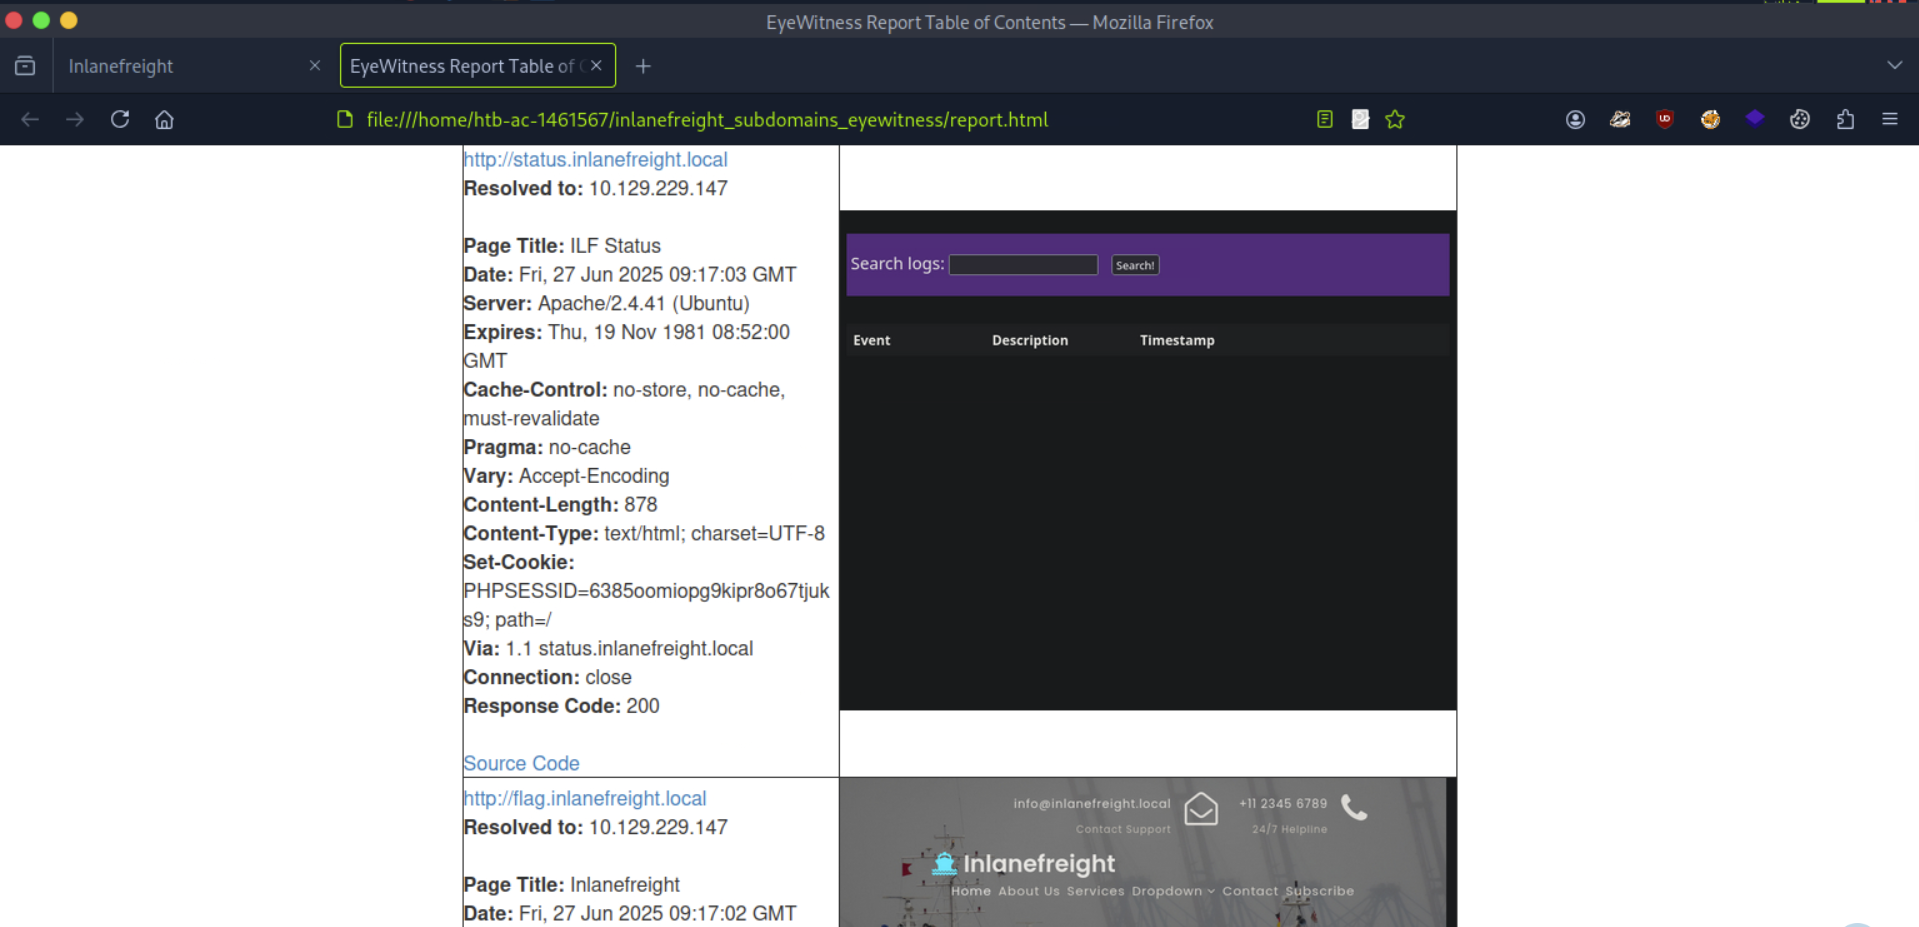 EyeWitness Report Table of Contents — Mozilla Firefox
Inlanefreight
EyeWitness Report Table of
file:///home/htb-ac-1461567/inlanefreight_subdomains_eyewitness/report.html
http://status.inlanefreight.local
Resolved to: 10.129.229.147
Page Title: ILF Status
Date: Fri, 27 Jun 2025 09:17:03 GMT
Server: Apache/2.4.41 (Ubuntu)
Expires: Thu, 19 Nov 1981 08:52:00
GMT
Cache-Control: no-store, no-cache,
must-revalidate
Pragma: no-cache
Vary: Accept-Encoding
Content-Length: 878
Content-Type: text/html; charset=UTF-8
Set-Cookie:
PHPSESSID=6385oomiopg9kipr8o67tjuk
s9; path=/
Via: 1.1 status.inlanefreight.local
Connection: close
Response Code: 200
Source Code
Search logs:
Search!
Event Description Timestamp
http://flag.inlanefreight.local
Resolved to: 10.129.229.147
Page Title: Inlanefreight
Date: Fri, 27 Jun 2025 09:17:02 GMT
info@inlanefreight.local
Contact Support
+11 2345 6789
24/7 Helpline
Inlanefreight
Home About Us Services Dropdown Contact Subscribe